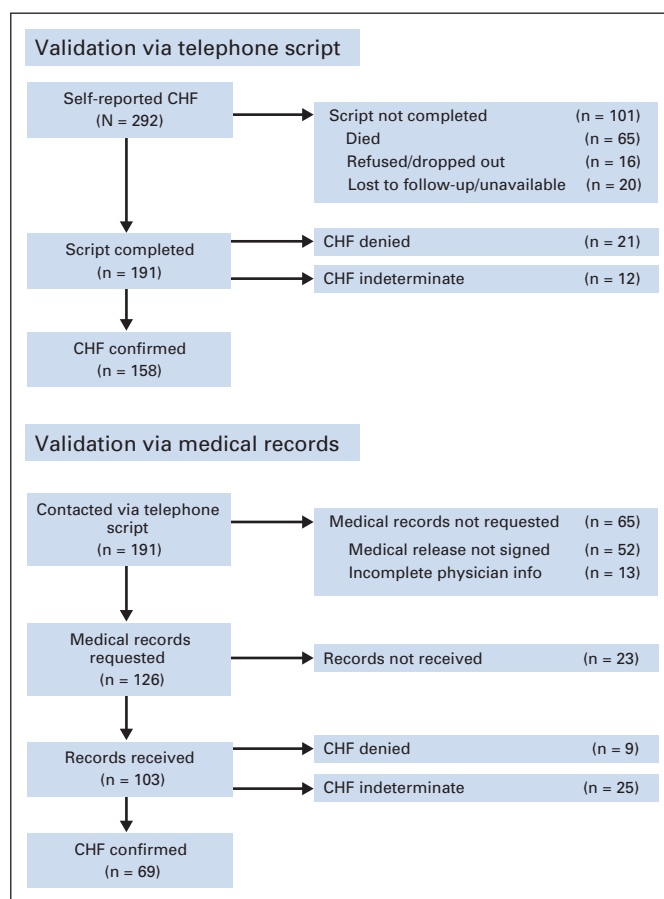 Validation via telephone script
Self-reported CHF
(N = 292)
Script not completed (n = 101)
Died (n = 65)
Refused/dropped out (n = 16)
Lost to follow-up/unavailable (n = 20)
Script completed
(n = 191)
CHF denied (n = 21)
CHF indeterminate (n = 12)
CHF confirmed
(n = 158)
Validation via medical records
Contacted via telephone
script
(n = 191)
Medical records not requested (n = 65)
Medical release not signed (n = 52)
Incomplete physician info (n = 13)
Medical records
requested
(n = 126)
Records not received (n = 23)
Records received
(n = 103)
CHF denied (n = 9)
CHF indeterminate (n = 25)
CHF confirmed
(n = 69)